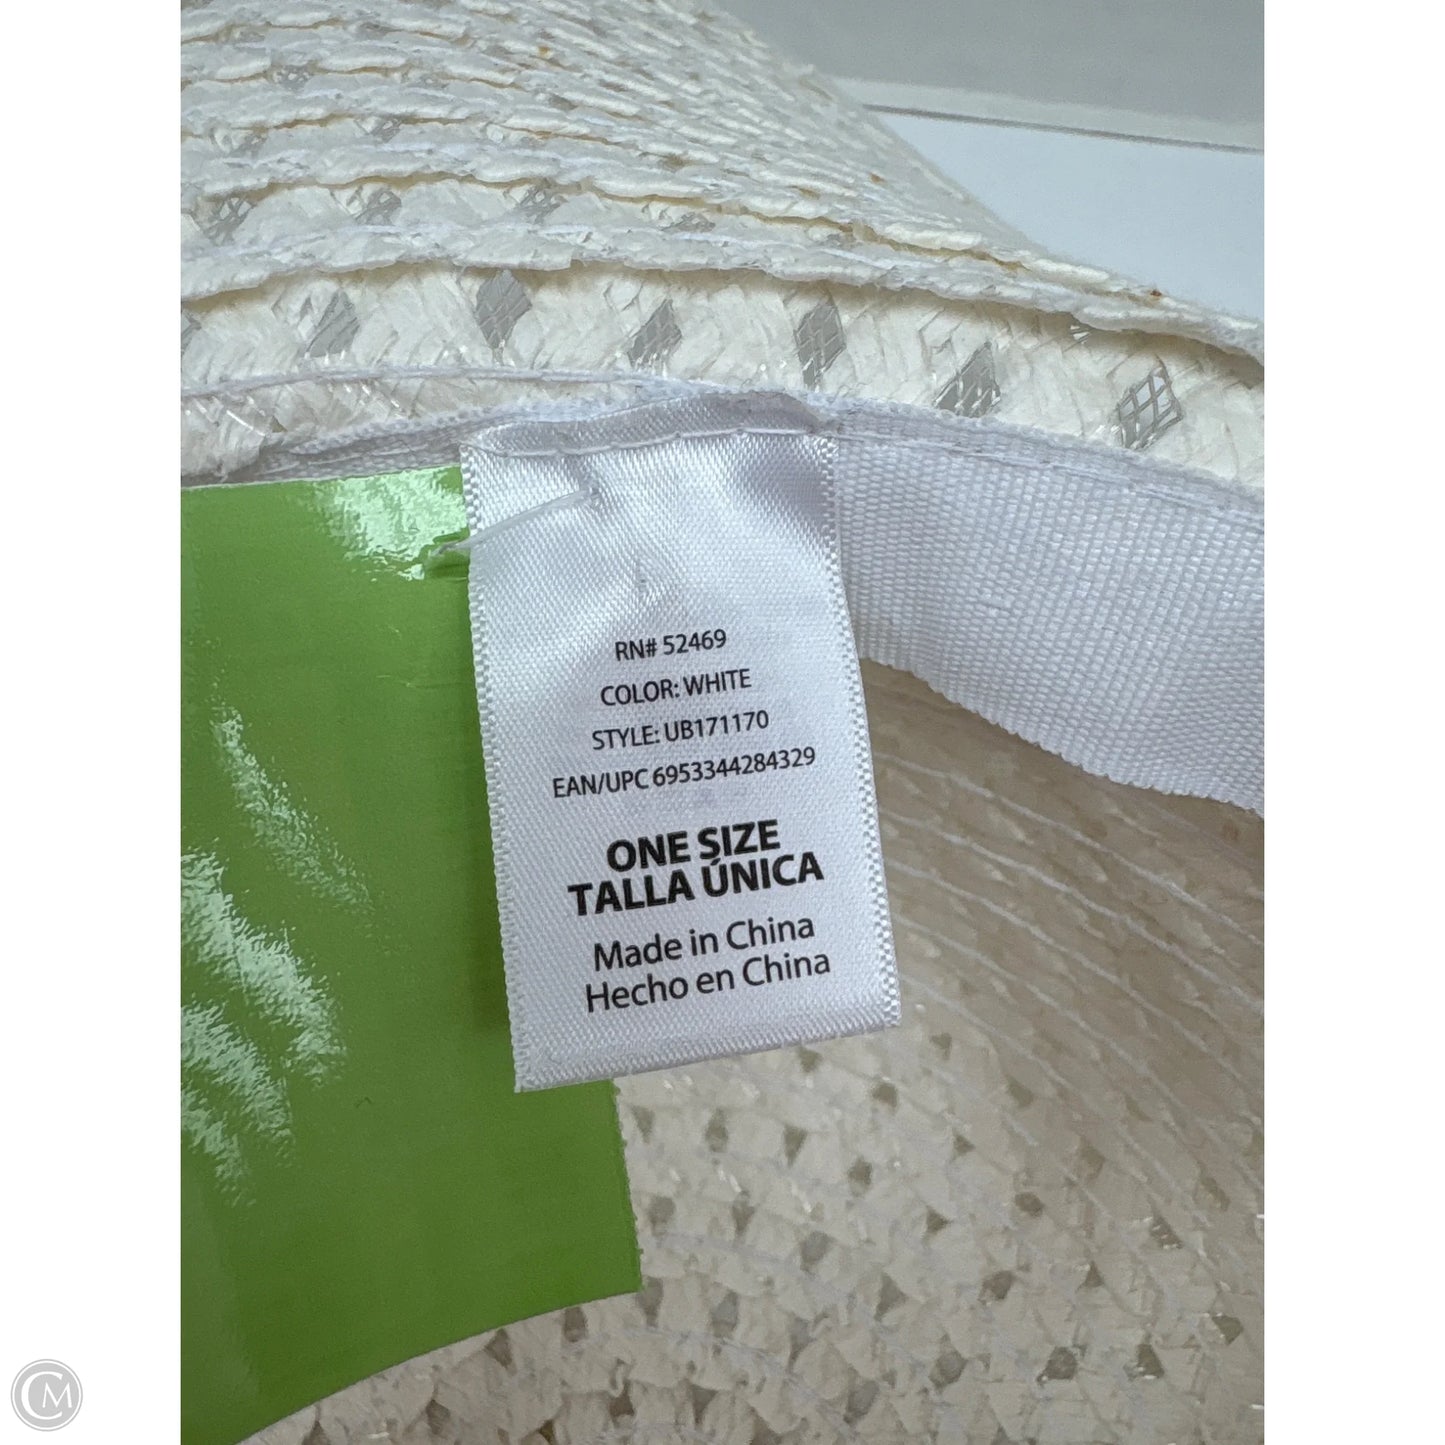 RN# 52469
COLOR: WHITE
STYLE: UB171170
EAN/UPC 6953344284329
ONE SIZE
TALLA ÚNICA
Made in China
Hecho en China
CM